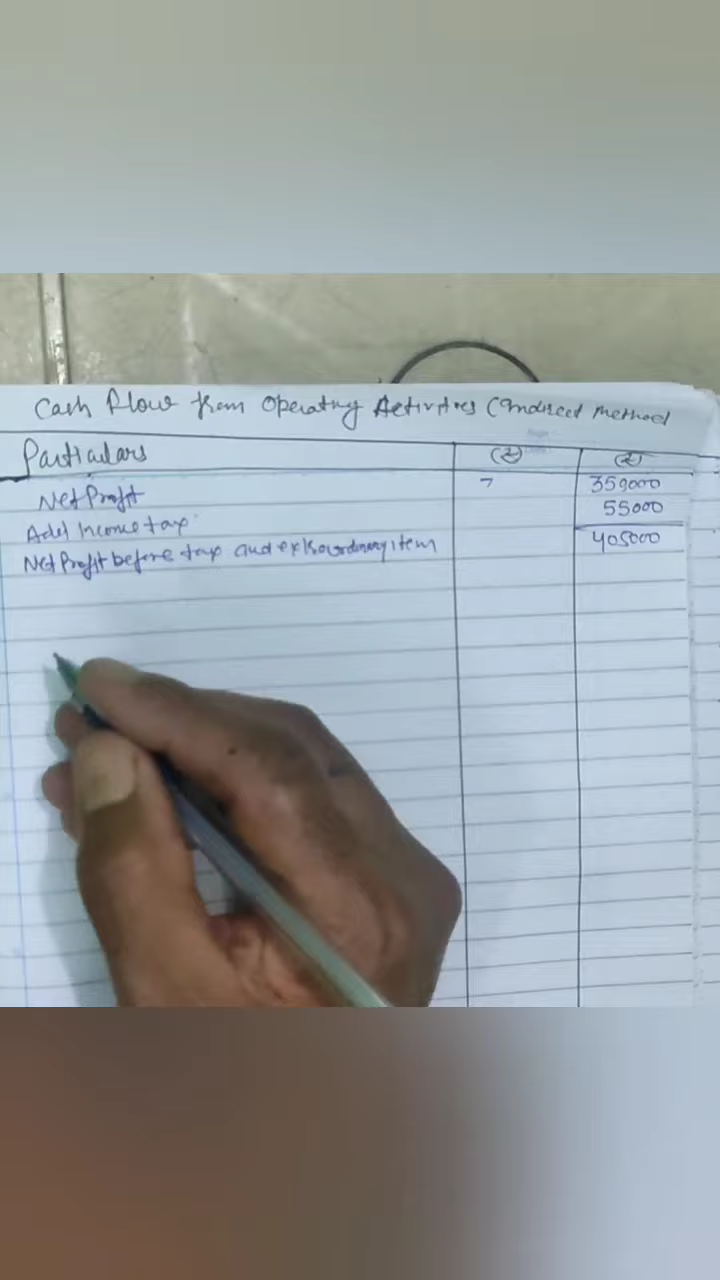 Cash Flow from Operating Activities (Indirect Method
Particulars (₹) (₹)
Net Profit 7 359000
Add Income tax 55000
Net Profit before tax and extraordinary item 405000